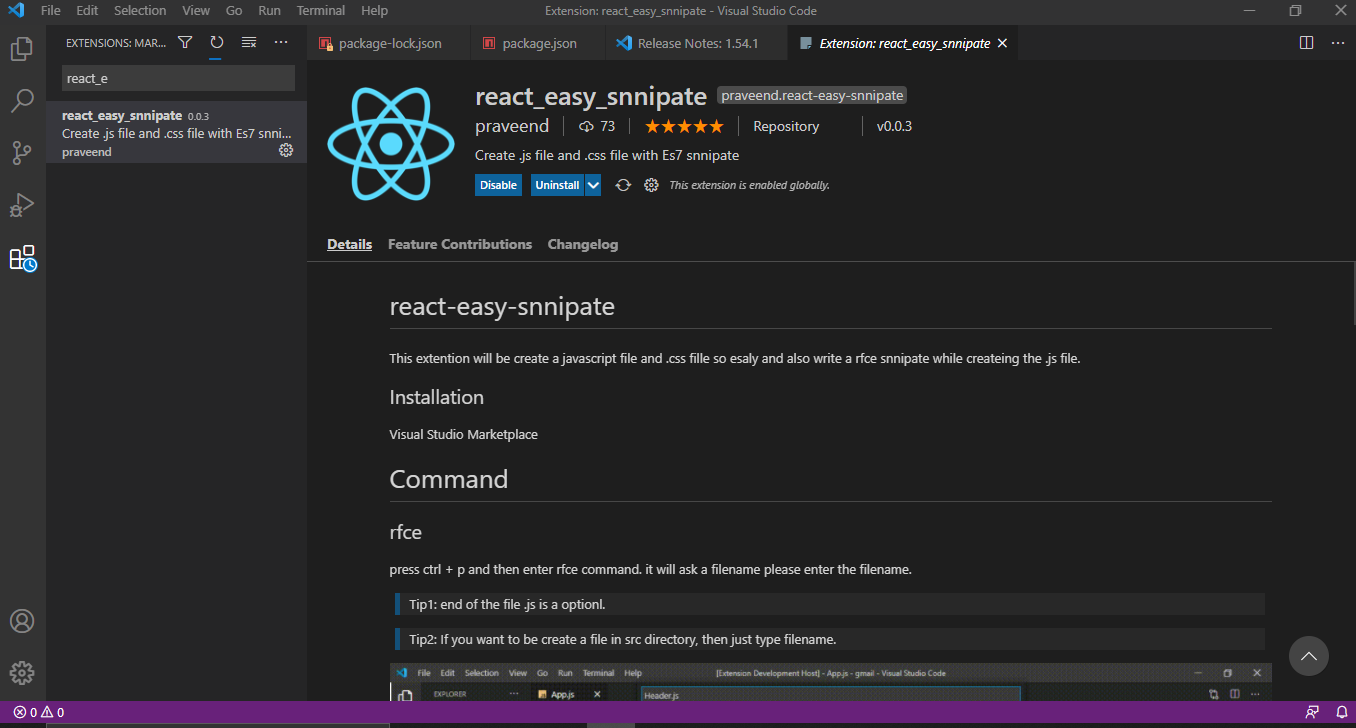 File Edit Selection View Go Run Terminal Help Extension: react_easy_snnipate - Visual Studio Code
EXTENSIONS: MAR... package-lock.json package.json Release Notes: 1.54.1 Extension: react_easy_snnipate
react_e
react_easy_snnipate 0.0.3
Create .js file and .css file with Es7 snni...
praveend
react_easy_snnipate praveend.react-easy-snnipate
praveend 73 Repository v0.0.3
Create .js file and .css file with Es7 snnipate
Disable Uninstall This extension is enabled globally.
Details Feature Contributions Changelog
react-easy-snnipate
This extention will be create a javascript file and .css fille so esaly and also write a rfce snnipate while createing the .js file.
Installation
Visual Studio Marketplace
Command
rfce
press ctrl + p and then enter rfce command. it will ask a filename please enter the filename.
Tip1: end of the file .js is a optionl.
Tip2: If you want to be create a file in src directory, then just type filename.
File Edit Selection View Go Run Terminal Help [Extension Development Host] - App.js - gmail - Visual Studio Code
EXPLORER ... App.js Header.js
0 0